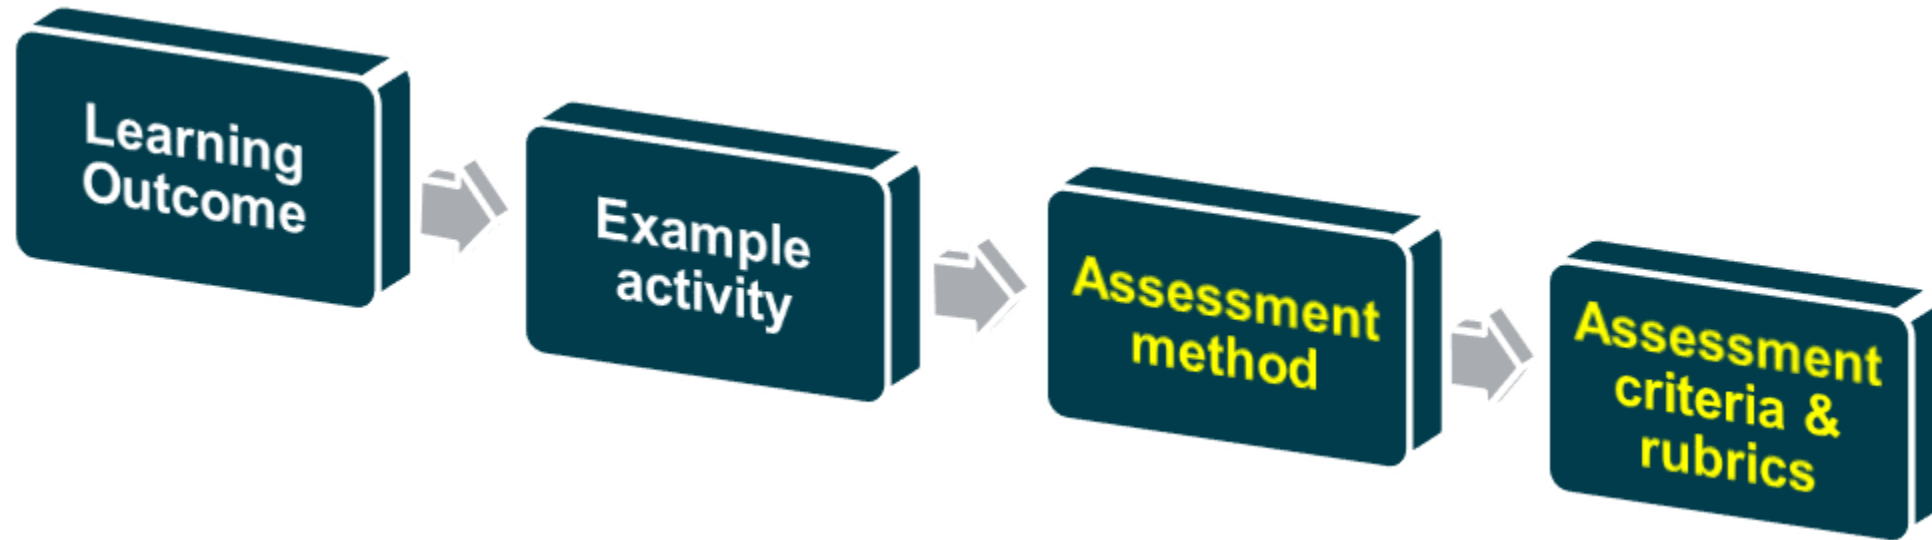 Learning
Outcome
Example
activity
Assessment
method
Assessment
criteria &
rubrics